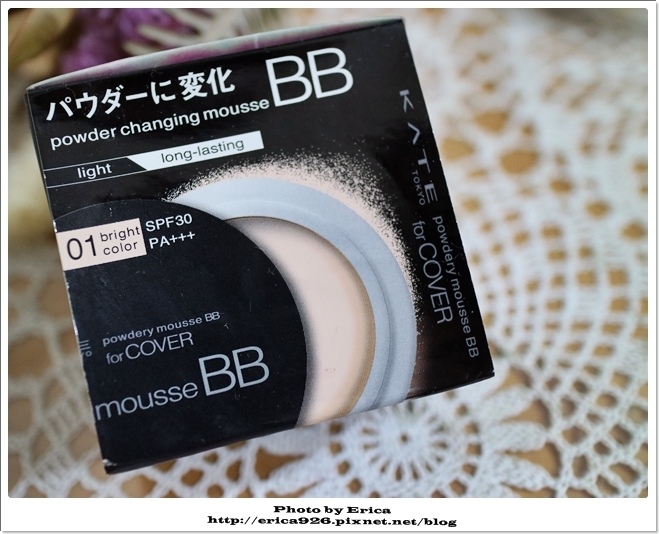 パウダーに変化 BB
powder changing mousse
light long-lasting
01 bright color
SPF30
PA+++
powdery mousse BB
for COVER
mousse BB
KATE
TOKYO
powdery mousse BB
for COVER
Photo by Erica
http://erica926.pixnet.net/blog